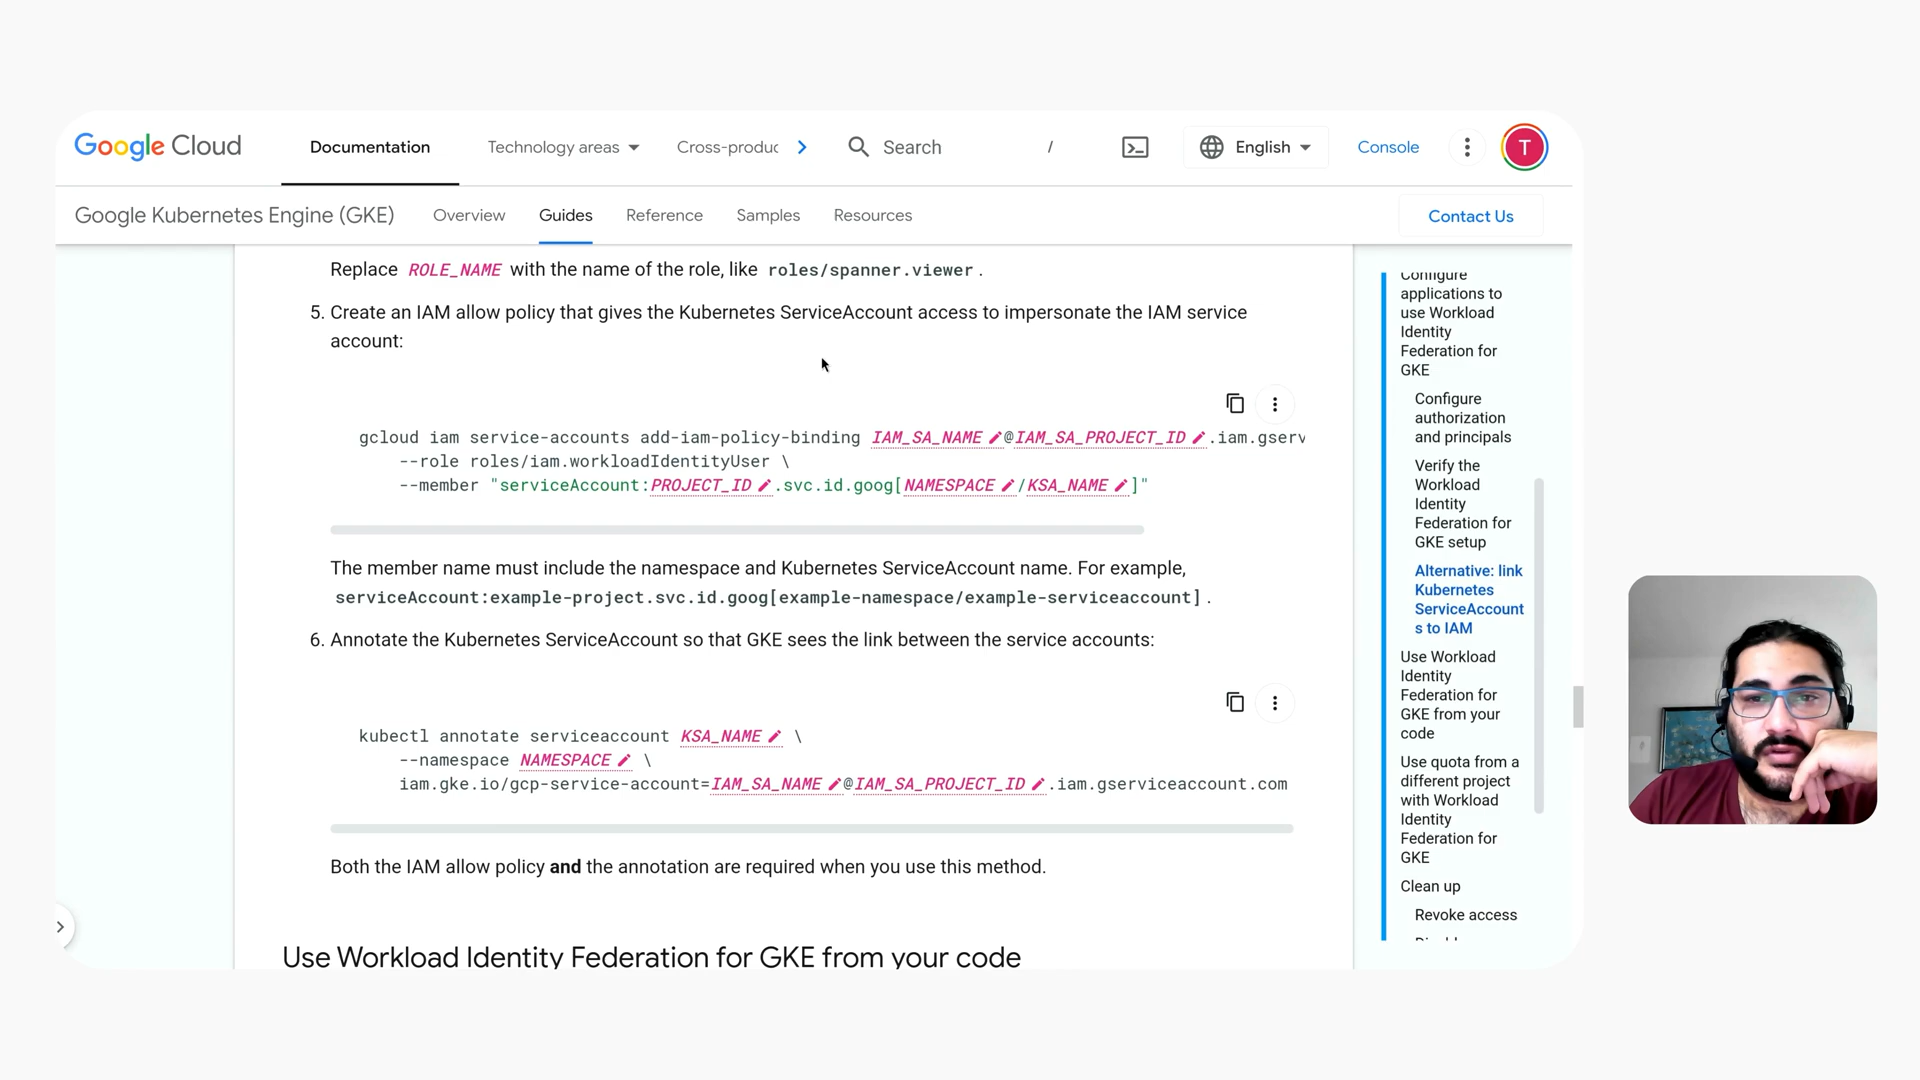 Google Cloud
Documentation
Technology areas
Cross-produc
Search
/
English
Console
T
Google Kubernetes Engine (GKE)
Overview
Guides
Reference
Samples
Resources
Contact Us
Replace ROLE_NAME with the name of the role, like roles/spanner.viewer .
5. Create an IAM allow policy that gives the Kubernetes ServiceAccount access to impersonate the IAM service
account:
gcloud iam service-accounts add-iam-policy-binding IAM_SA_NAME@IAM_SA_PROJECT_ID.iam.gserv
--role roles/iam.workloadIdentityUser \
--member "serviceAccount:PROJECT_ID.svc.id.goog[NAMESPACE/KSA_NAME]"
The member name must include the namespace and Kubernetes ServiceAccount name. For example,
serviceAccount:example-project.svc.id.goog[example-namespace/example-serviceaccount] .
6. Annotate the Kubernetes ServiceAccount so that GKE sees the link between the service accounts:
kubectl annotate serviceaccount KSA_NAME \
--namespace NAMESPACE \
iam.gke.io/gcp-service-account=IAM_SA_NAME@IAM_SA_PROJECT_ID.iam.gserviceaccount.com
Both the IAM allow policy and the annotation are required when you use this method.
Use Workload Identity Federation for GKE from your code
Configure
applications to
use Workload
Identity
Federation for
GKE
Configure
authorization
and principals
Verify the
Workload
Identity
Federation for
GKE setup
Alternative: link
Kubernetes
ServiceAccount
s to IAM
Use Workload
Identity
Federation for
GKE from your
code
Use quota from a
different project
with Workload
Identity
Federation for
GKE
Clean up
Revoke access